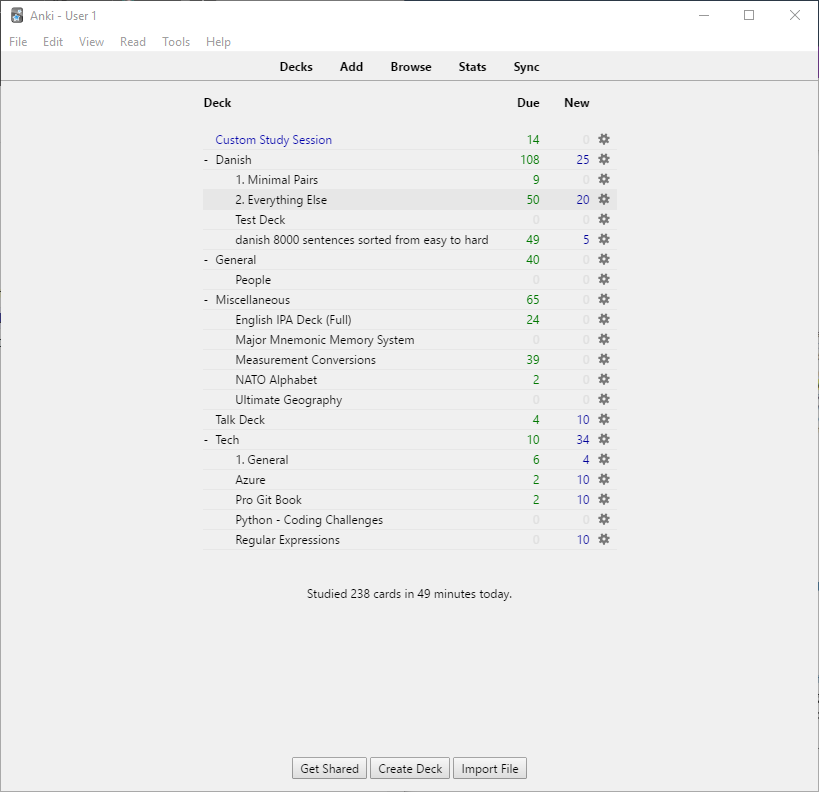 Anki - User 1
File Edit View Read Tools Help
Decks Add Browse Stats Sync
Deck Due New
Custom Study Session 14 0
- Danish 108 25
1. Minimal Pairs 9 0
2. Everything Else 50 20
Test Deck 0 0
danish 8000 sentences sorted from easy to hard 49 5
- General 40 0
People 0 0
- Miscellaneous 65 0
English IPA Deck (Full) 24 0
Major Mnemonic Memory System 0 0
Measurement Conversions 39 0
NATO Alphabet 2 0
Ultimate Geography 0 0
Talk Deck 4 10
- Tech 10 34
1. General 6 4
Azure 2 10
Pro Git Book 2 10
Python - Coding Challenges 0 0
Regular Expressions 0 10
Studied 238 cards in 49 minutes today.
Get Shared Create Deck Import File